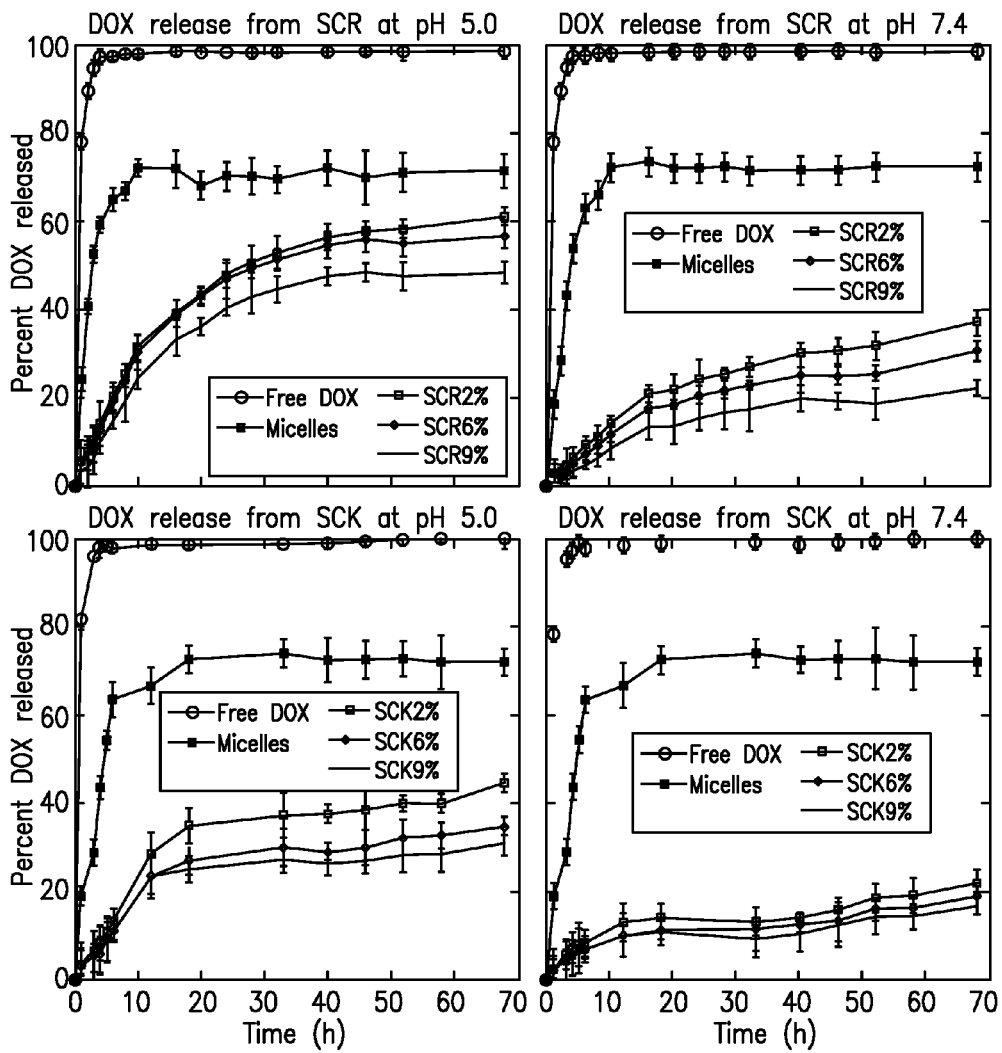 DOX release from SCR at pH 5.0
DOX release from SCR at pH 7.4
Percent DOX released
100
80
60
40
20
0
Free DOX
Micelles
SCR2%
SCR6%
SCR9%
Free DOX
Micelles
SCR2%
SCR6%
SCR9%
DOX release from SCK at pH 5.0
DOX release from SCK at pH 7.4
Percent DOX released
100
80
60
40
20
0
Free DOX
Micelles
SCK2%
SCK6%
SCK9%
Free DOX
Micelles
SCK2%
SCK6%
SCK9%
0 10 20 30 40 50 60 70
0 10 20 30 40 50 60 70
Time (h)
Time (h)